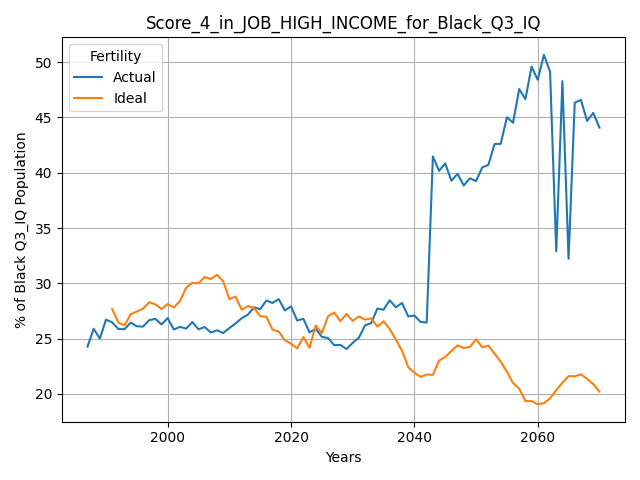 Score_4_in_JOB_HIGH_INCOME_for_Black_Q3_IQ
Fertility
Actual
Ideal
% of Black Q3_IQ Population
50
45
40
35
30
25
20
2000
2020
2040
2060
Years